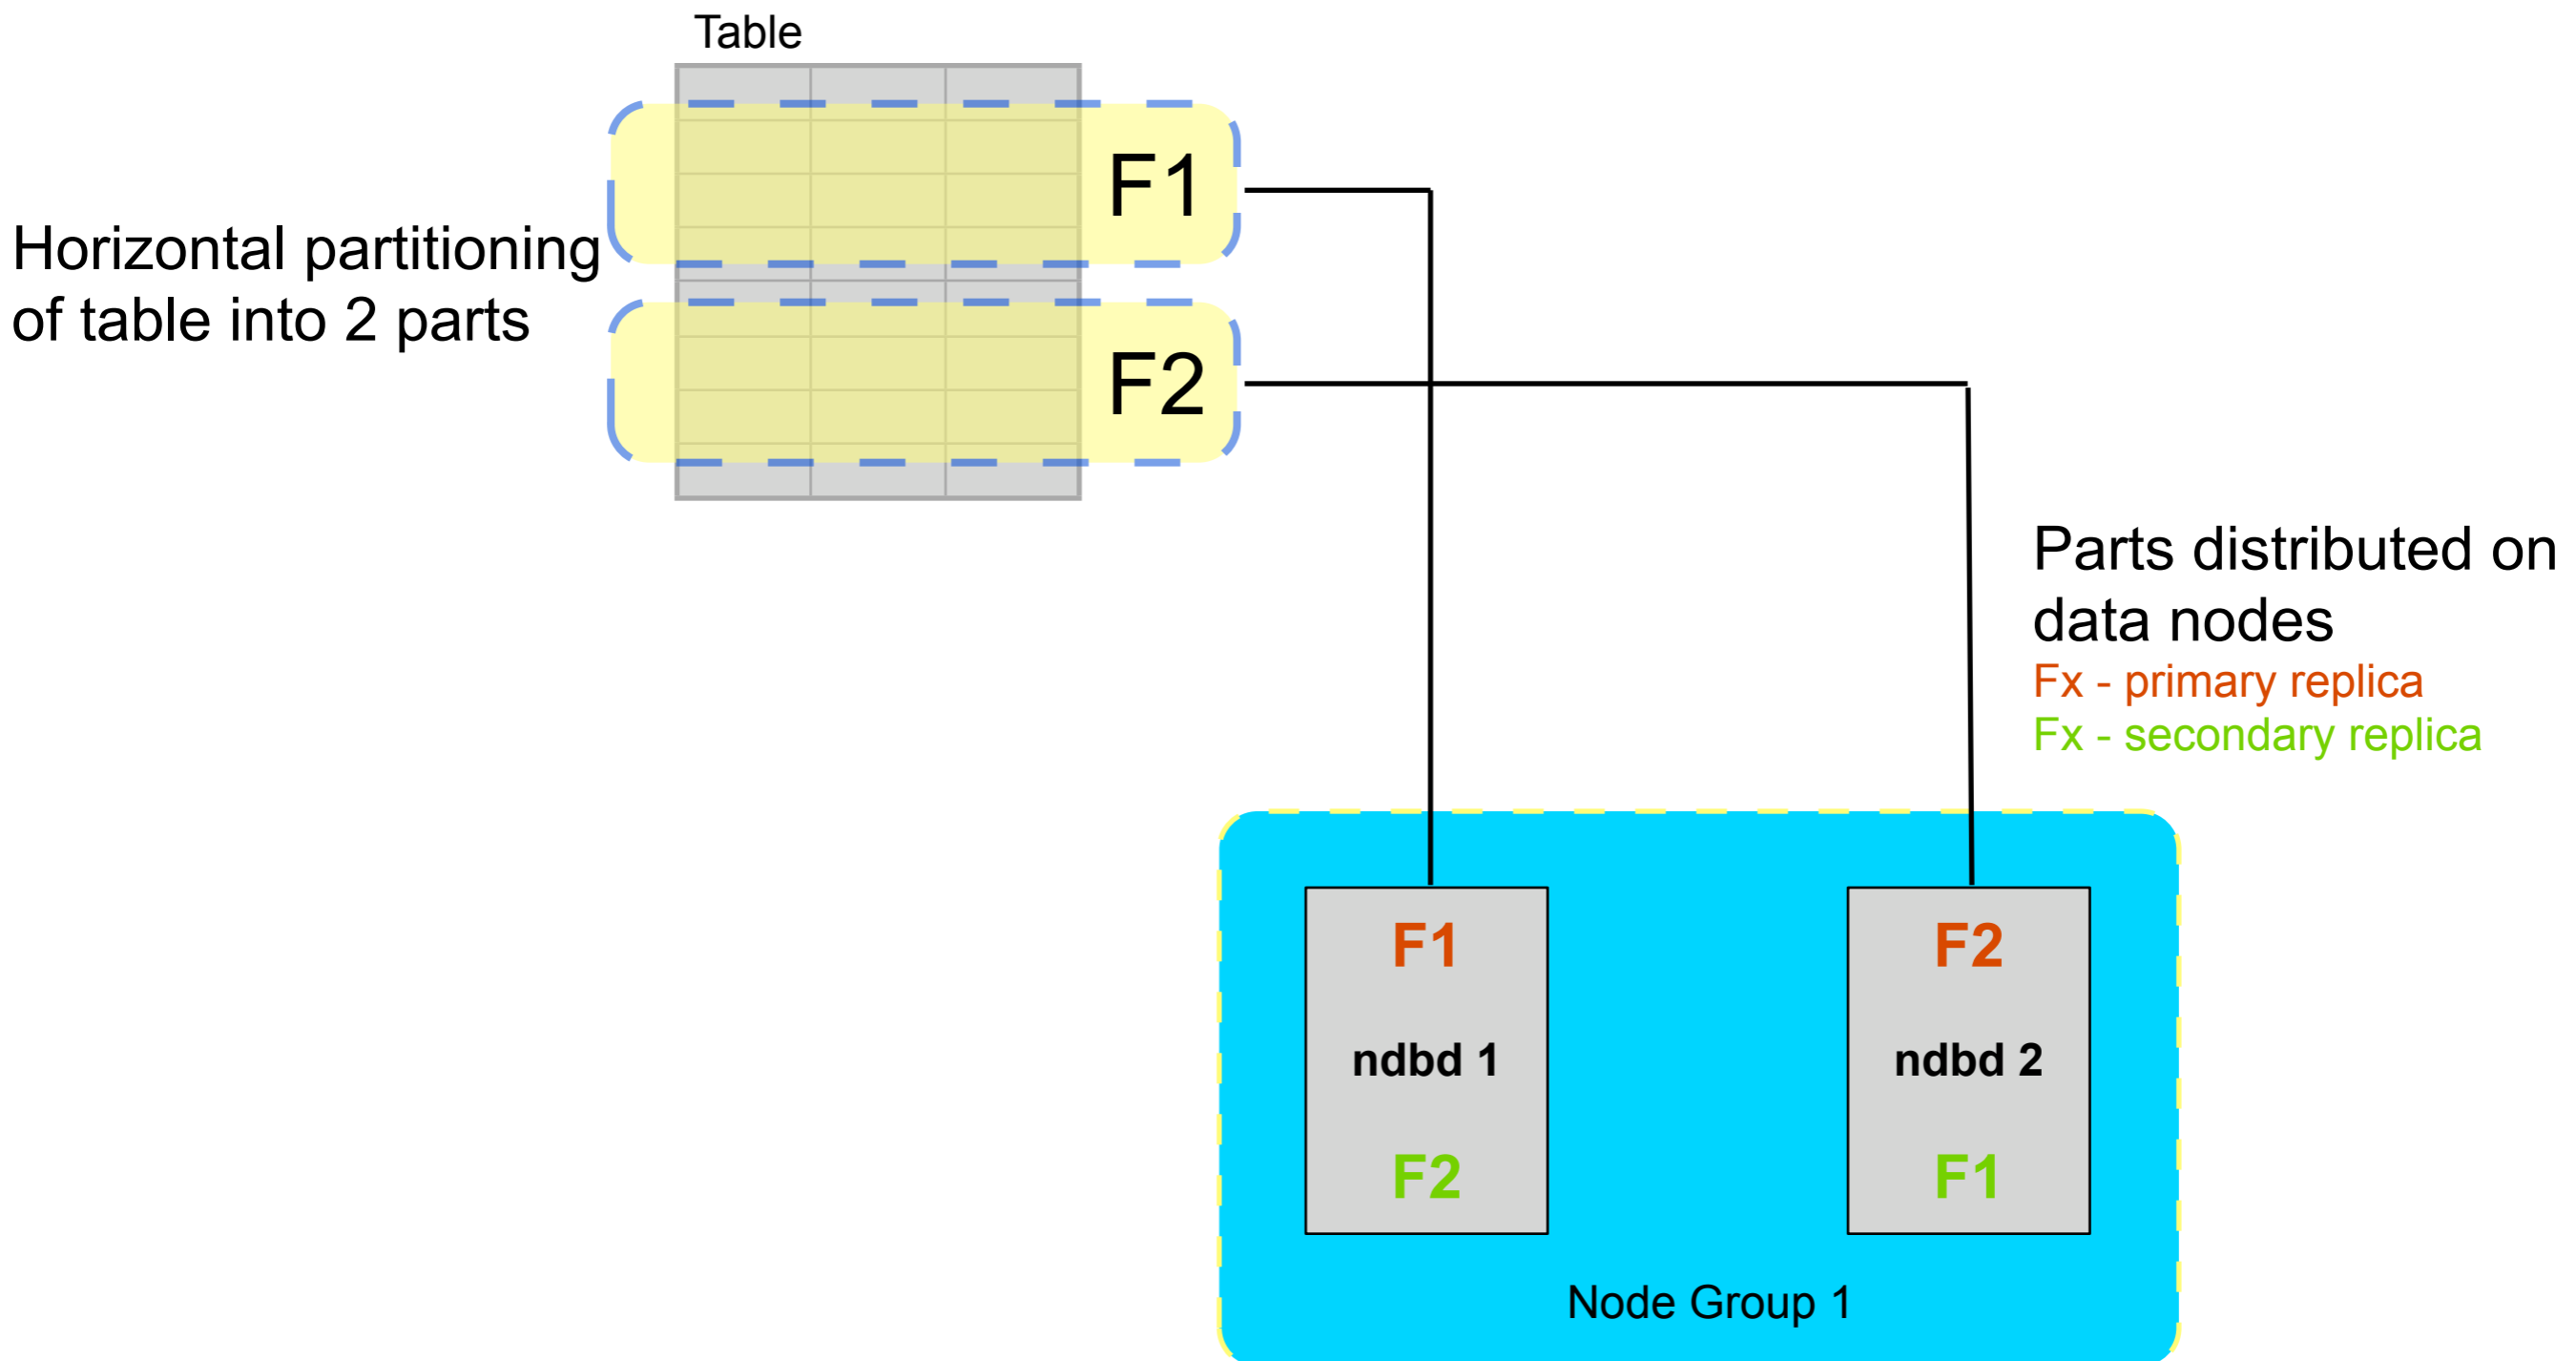 Table
F1
Horizontal partitioning
of table into 2 parts
F2
Parts distributed on
data nodes
Fx - primary replica
Fx - secondary replica
F1
F2
ndbd 1
ndbd 2
F2
F1
Node Group 1